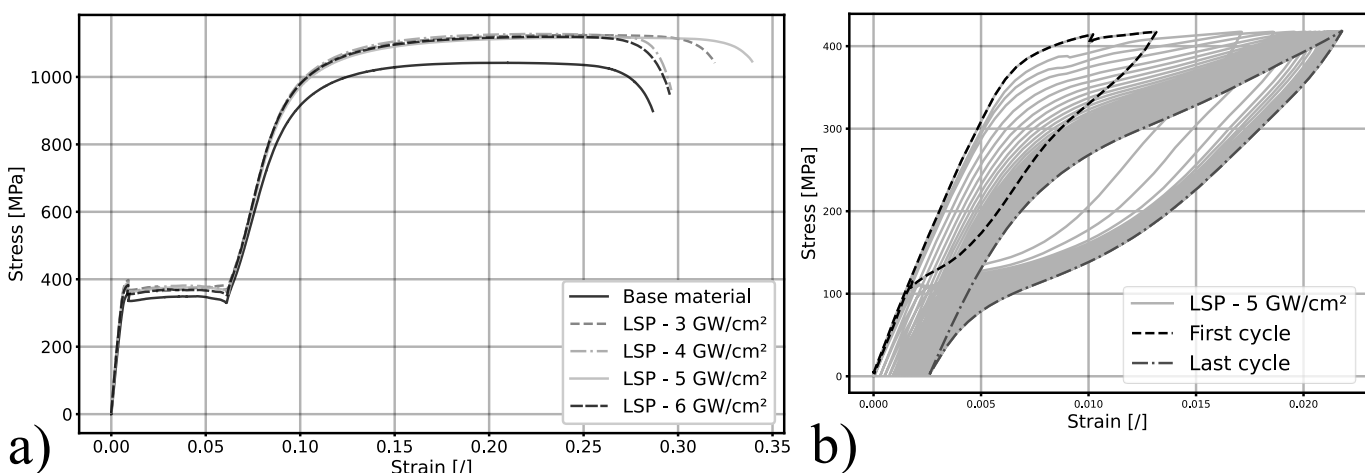 1000
800
600
400
200
0
Stress [MPa]
0.00 0.05 0.10 0.15 0.20 0.25 0.30 0.35
Strain [/]
Base material
LSP - 3 GW/cm²
LSP - 4 GW/cm²
LSP - 5 GW/cm²
LSP - 6 GW/cm²
a)
400
300
200
100
0
Stress [MPa]
0.000 0.005 0.010 0.015 0.020
Strain [/]
LSP - 5 GW/cm²
First cycle
Last cycle
b)